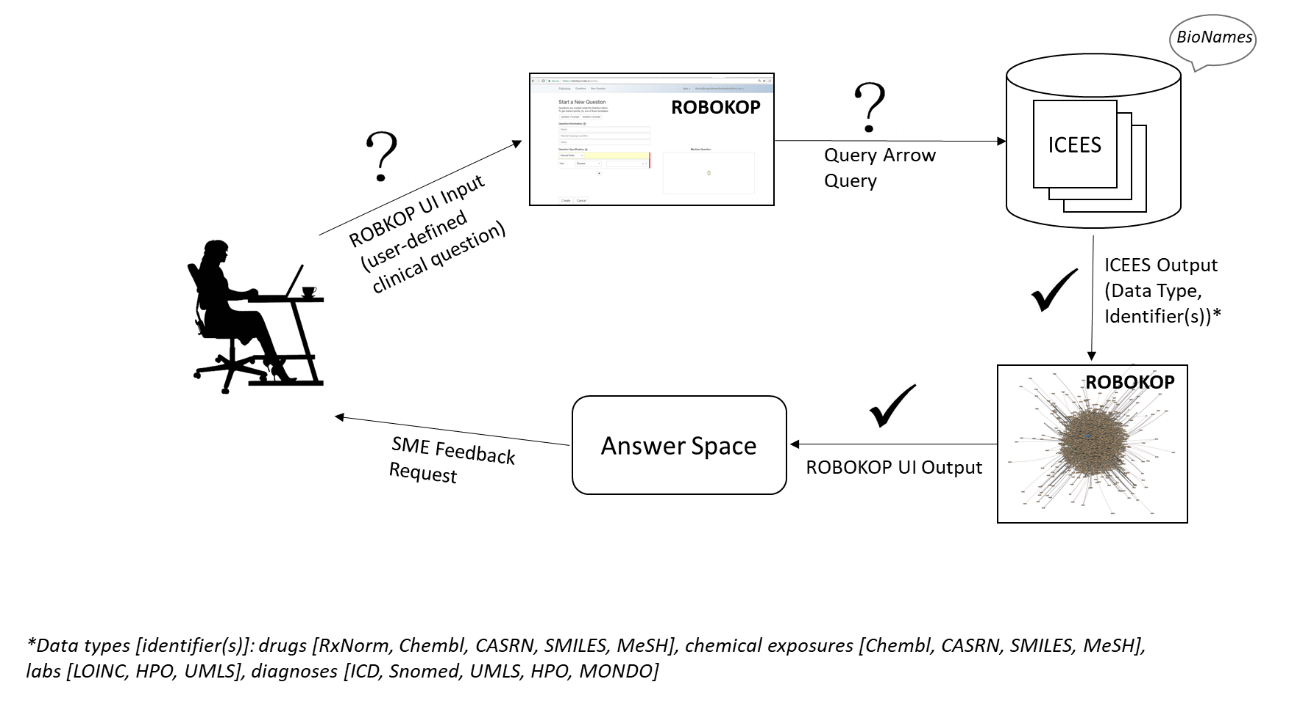 BioNames
ROBOKOP
Start a New Question
ICEES
Query Arrow
Query
ROBKOP UI Input
(user-defined
clinical question)
ICEES Output
(Data Type,
Identifier(s))*
ROBOKOP
Answer Space
ROBOKOP UI Output
SME Feedback
Request
*Data types [identifier(s)]: drugs [RxNorm, Chembl, CASRN, SMILES, MeSH], chemical exposures [Chembl, CASRN, SMILES, MeSH],
labs [LOINC, HPO, UMLS], diagnoses [ICD, Snomed, UMLS, HPO, MONDO]